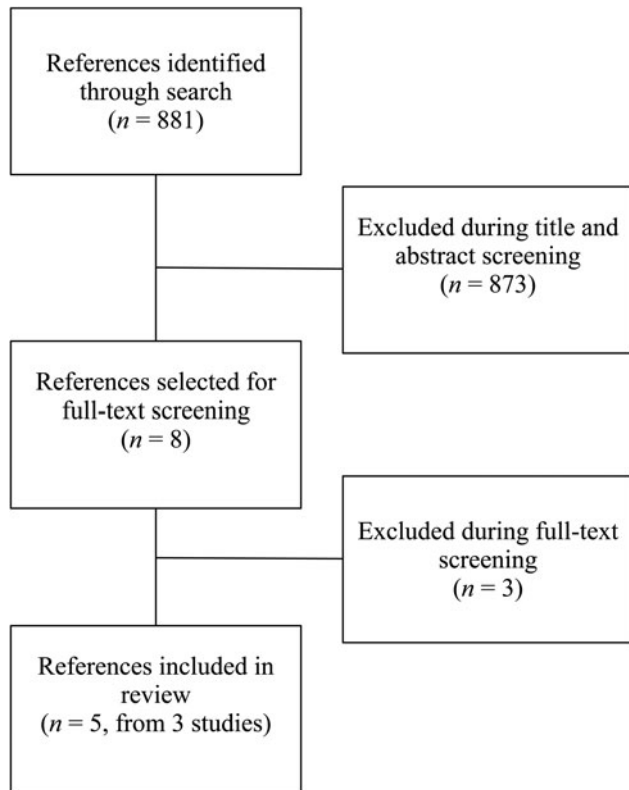 References identified
through search
(n = 881)
Excluded during title and
abstract screening
(n = 873)
References selected for
full-text screening
(n = 8)
Excluded during full-text
screening
(n = 3)
References included in
review
(n = 5, from 3 studies)